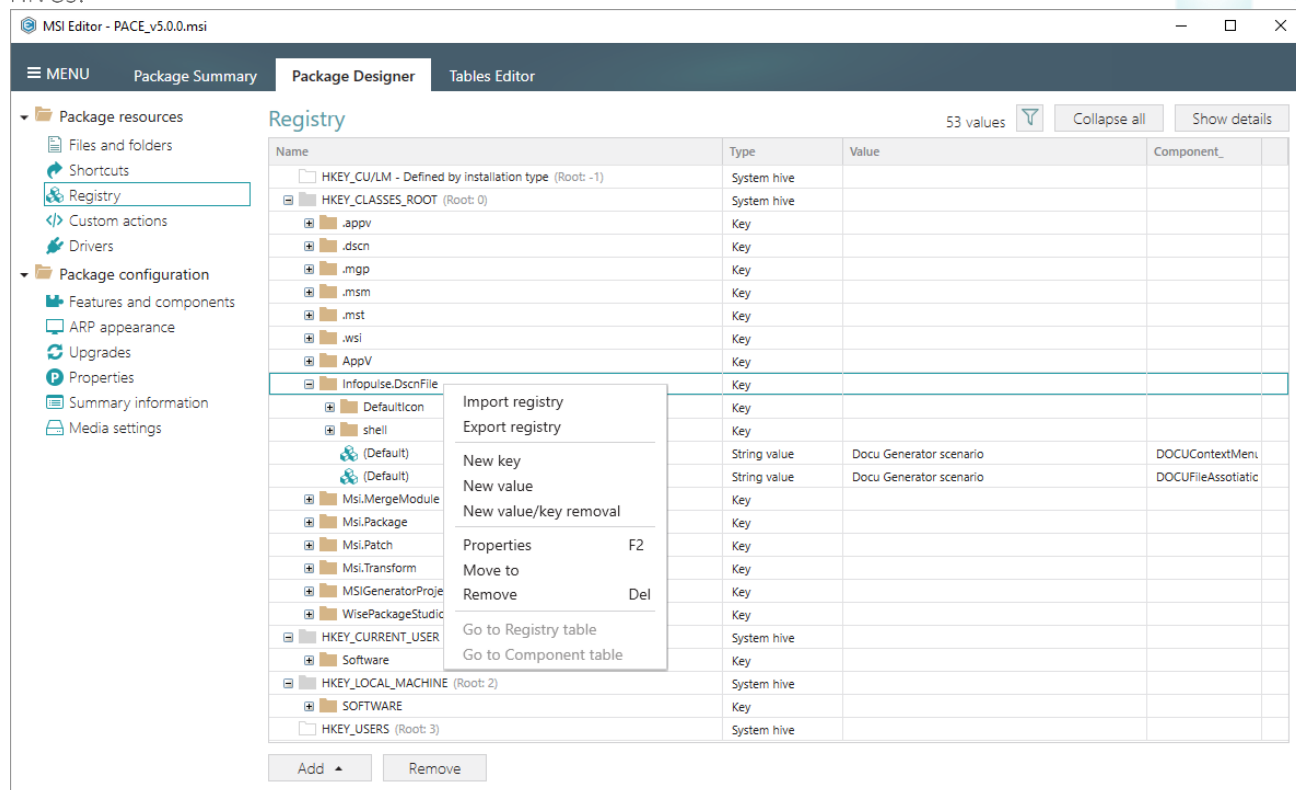 MSI Editor - PACE_v5.0.0.msi
MENU Package Summary Package Designer Tables Editor
Package resources
Files and folders
Shortcuts
Registry
Custom actions
Drivers
Package configuration
Features and components
ARP appearance
Upgrades
Properties
Summary information
Media settings
Registry 53 values Collapse all Show details
Name Type Value Component_
HKEY_CU/LM - Defined by installation type (Root: -1) System hive
HKEY_CLASSES_ROOT (Root: 0) System hive
.appv Key
.dscn Key
.mgp Key
.msm Key
.mst Key
.wsi Key
AppV Key
Infopulse.DscnFile Key
DefaultIcon Key
shell Key
(Default) String value Docu Generator scenario DOCUContextMenu
(Default) String value Docu Generator scenario DOCUFileAssotiatic
Msi.MergeModule Key
Msi.Package Key
Msi.Patch Key
Msi.Transform Key
MSIGeneratorProje Key
WisePackageStudic Key
HKEY_CURRENT_USER System hive
Software Key
HKEY_LOCAL_MACHINE (Root: 2) System hive
SOFTWARE Key
HKEY_USERS (Root: 3) System hive
Import registry
Export registry
New key
New value
New value/key removal
Properties F2
Move to
Remove Del
Go to Registry table
Go to Component table
Add Remove